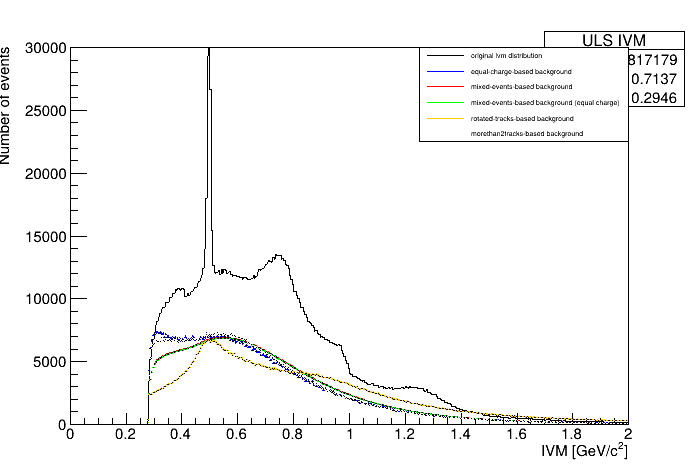 ULS IVM
817179
0.7137
0.2946
original Ivm distribution
equal-charge-based background
mixed-events-based background
mixed-events-based background (equal charge)
rotated-tracks-based background
morethan2tracks-based background
Number of events
30000
25000
20000
15000
10000
5000
0
0 0.2 0.4 0.6 0.8 1 1.2 1.4 1.6 1.8 2
IVM [GeV/c²]